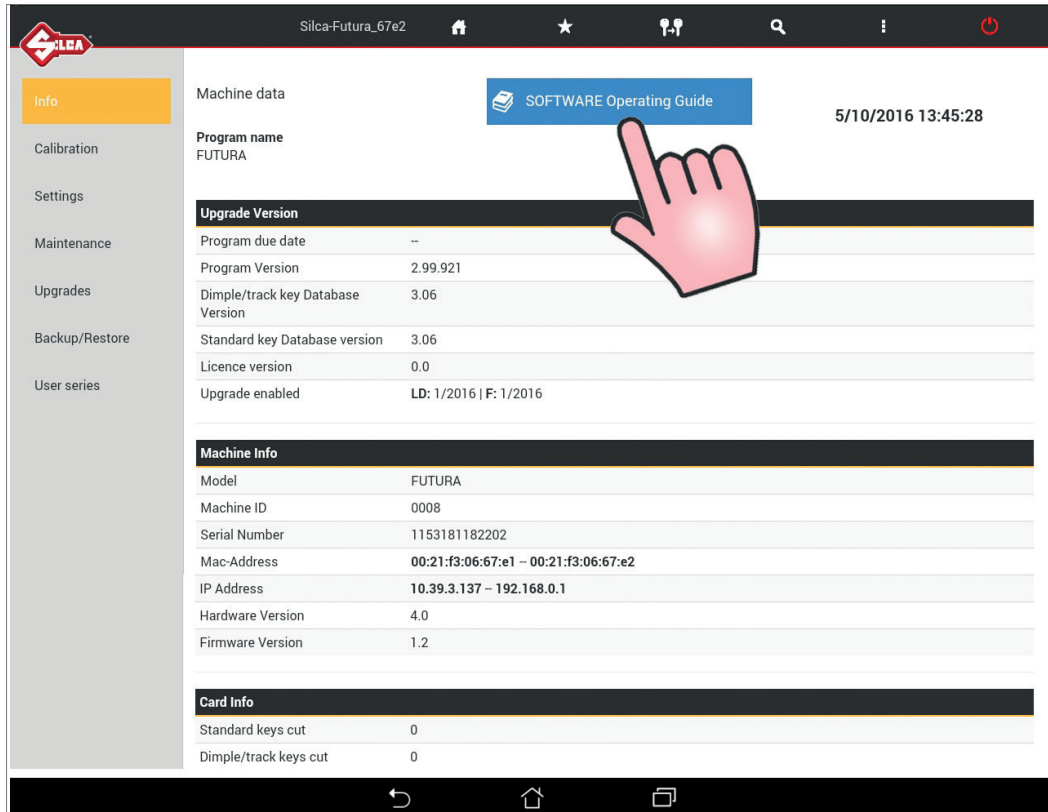 SILCA
Silca-Futura_67e2
Info
Calibration
Settings
Maintenance
Upgrades
Backup/Restore
User series
Machine data
SOFTWARE Operating Guide
5/10/2016 13:45:28
Program name
FUTURA
Upgrade Version
Program due date --
Program Version 2.99.921
Dimple/track key Database 3.06
Version
Standard key Database version 3.06
Licence version 0.0
Upgrade enabled LD: 1/2016 | F: 1/2016
Machine Info
Model FUTURA
Machine ID 0008
Serial Number 1153181182202
Mac-Address 00:21:f3:06:67:e1 -- 00:21:f3:06:67:e2
IP Address 10.39.3.137 -- 192.168.0.1
Hardware Version 4.0
Firmware Version 1.2
Card Info
Standard keys cut 0
Dimple/track keys cut 0